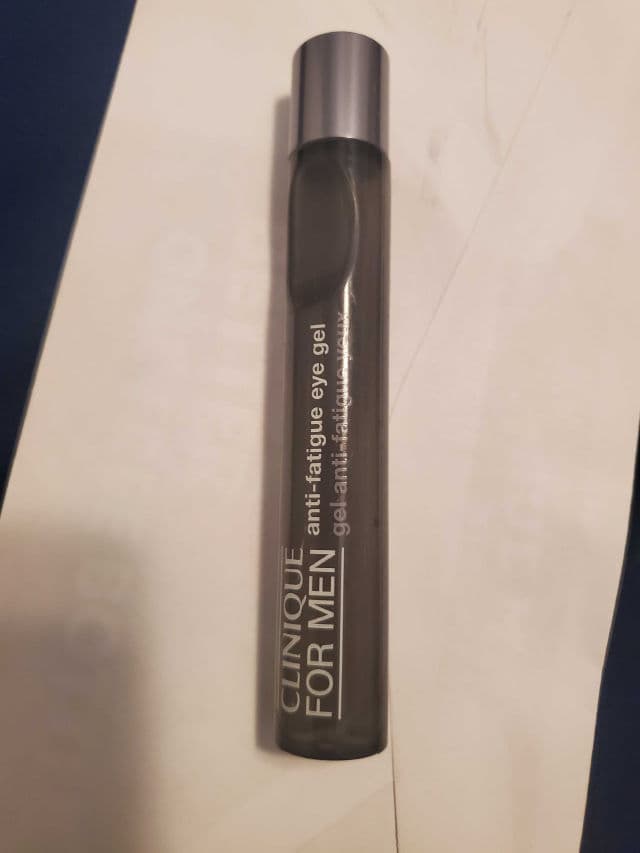 CLINIQUE
FOR MEN
anti-fatigue eye gel
gel anti-fatigue yeux